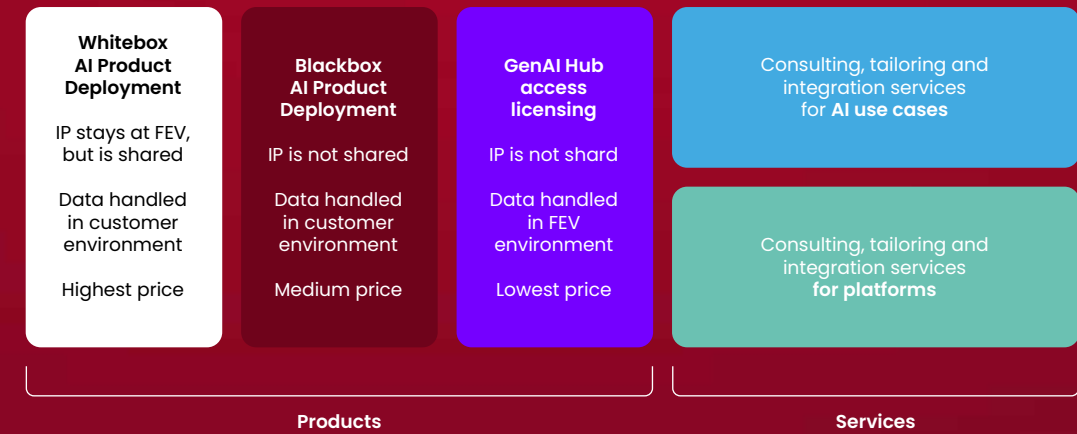 Whitebox
AI Product
Deployment
IP stays at FEV,
but is shared
Data handled
in customer
environment
Highest price
Blackbox
AI Product
Deployment
IP is not shared
Data handled
in customer
environment
Medium price
GenAI Hub
access
licensing
IP is not shard
Data handled
in FEV
environment
Lowest price
Consulting, tailoring and
integration services
for AI use cases
Consulting, tailoring and
integration services
for platforms
Products
Services